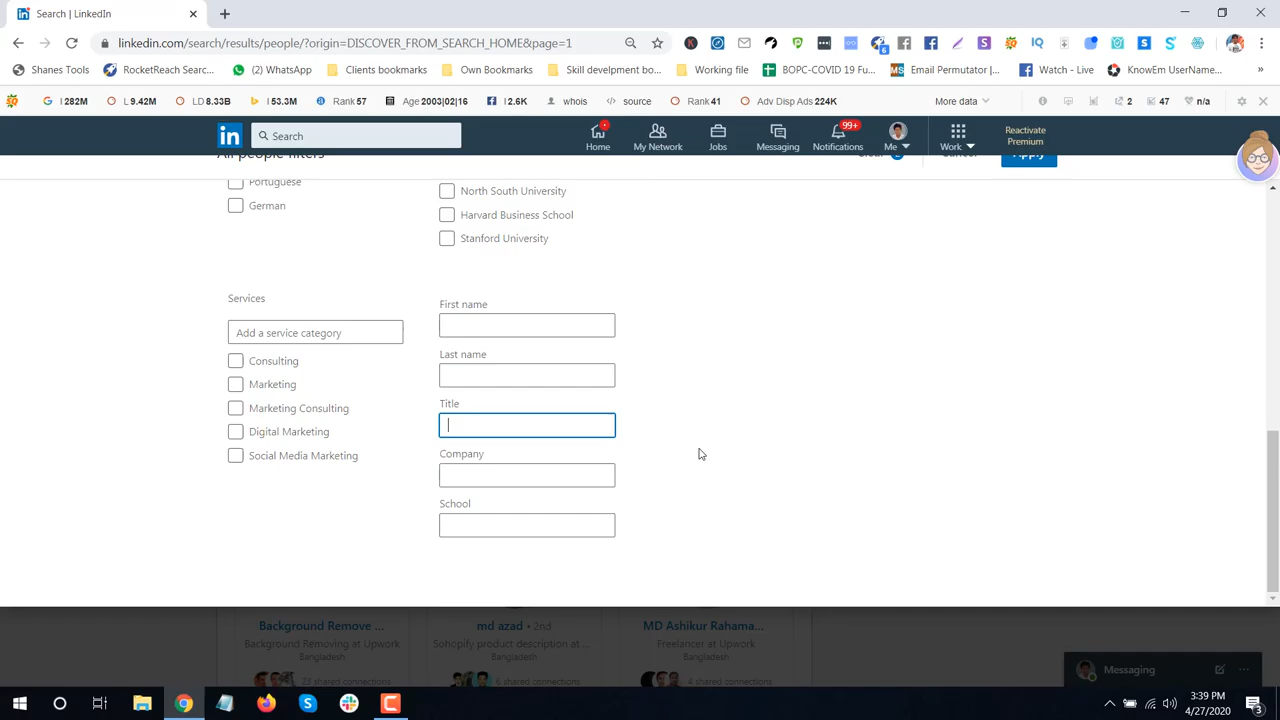 Search | LinkedIn
linkedin.com/search/results/people/?origin=DISCOVER_FROM_SEARCH_HOME&page=1
6
Shanes Tools
RocketReach Searc...
(2) WhatsApp
Clients bookmarks
Own Bookmarks
Skill develpment bo...
Working file
BOPC-COVID 19 Fu...
Email Permutator |...
Watch - Live
KnowEm UserName...
I 282M
L 9.42M
LD 8.33B
I 53.3M
Rank 57
Age 2003|02|16
I 2.6K
whois
source
Rank 41
Adv Disp Ads 224K
More data
2
47
n/a
in
Search
Home
My Network
Jobs
Messaging
99+
Notifications
Me
Work
Reactivate
Premium
All people filters
Clear 2
Cancel
Apply
Portuguese
German
North South University
Harvard Business School
Stanford University
Services
Add a service category
Consulting
Marketing
Marketing Consulting
Digital Marketing
Social Media Marketing
First name
Last name
Title
Company
School
Background Remove ...
Background Removing at Upwork
Bangladesh
23 shared connections
md azad • 2nd
Sohopify product description at ...
Bangladesh
6 shared connections
MD Ashikur Rahama...
Freelancer at Upwork
Bangladesh
4 shared connections
Messaging
3:39 PM
4/27/2020
3